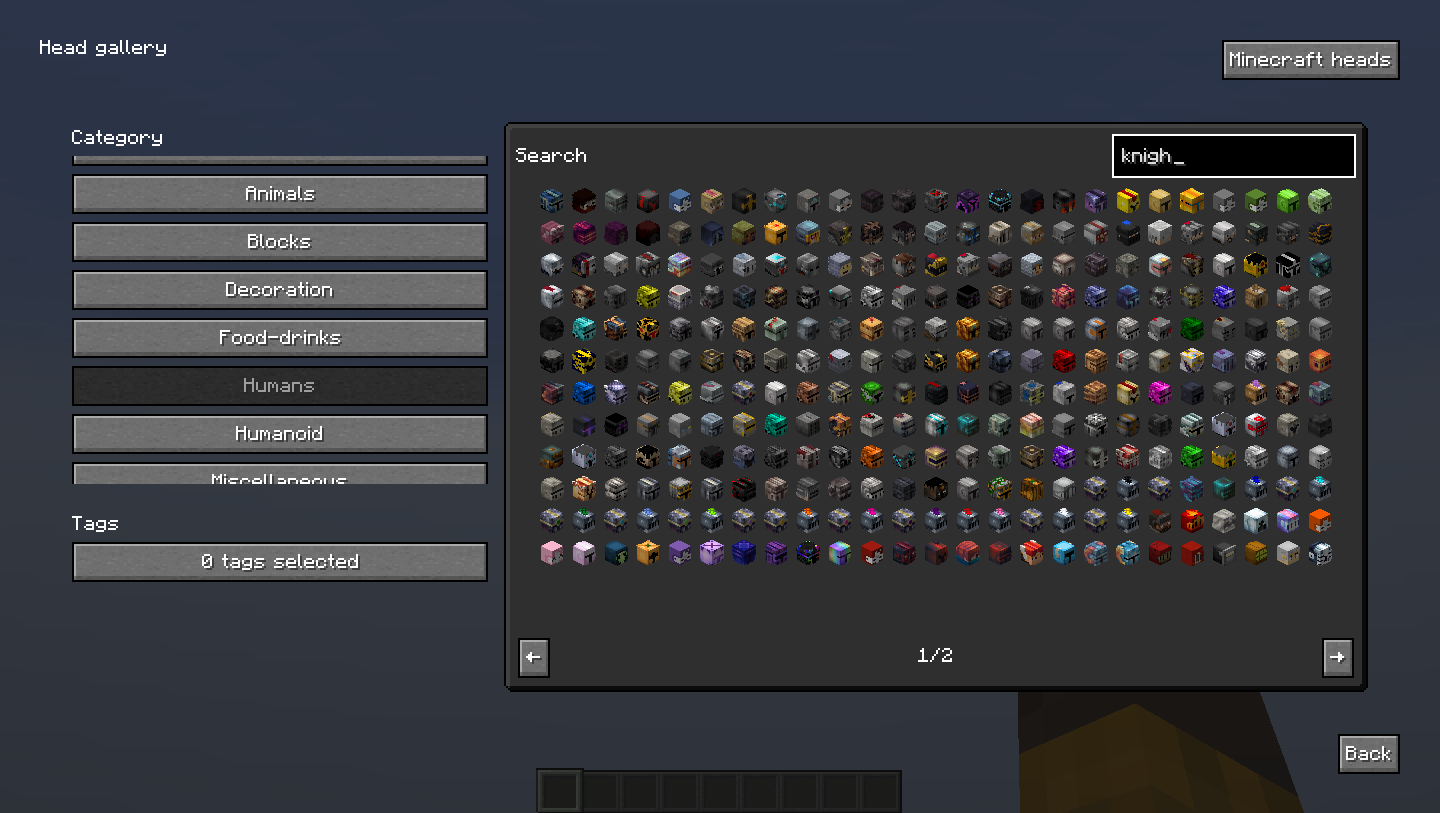 Head gallery
Minecraft heads
Category
Animals
Blocks
Decoration
Food-drinks
Humans
Humanoid
Miscellaneous
Tags
0 tags selected
Search
knigh_
←
1/2
→
Back